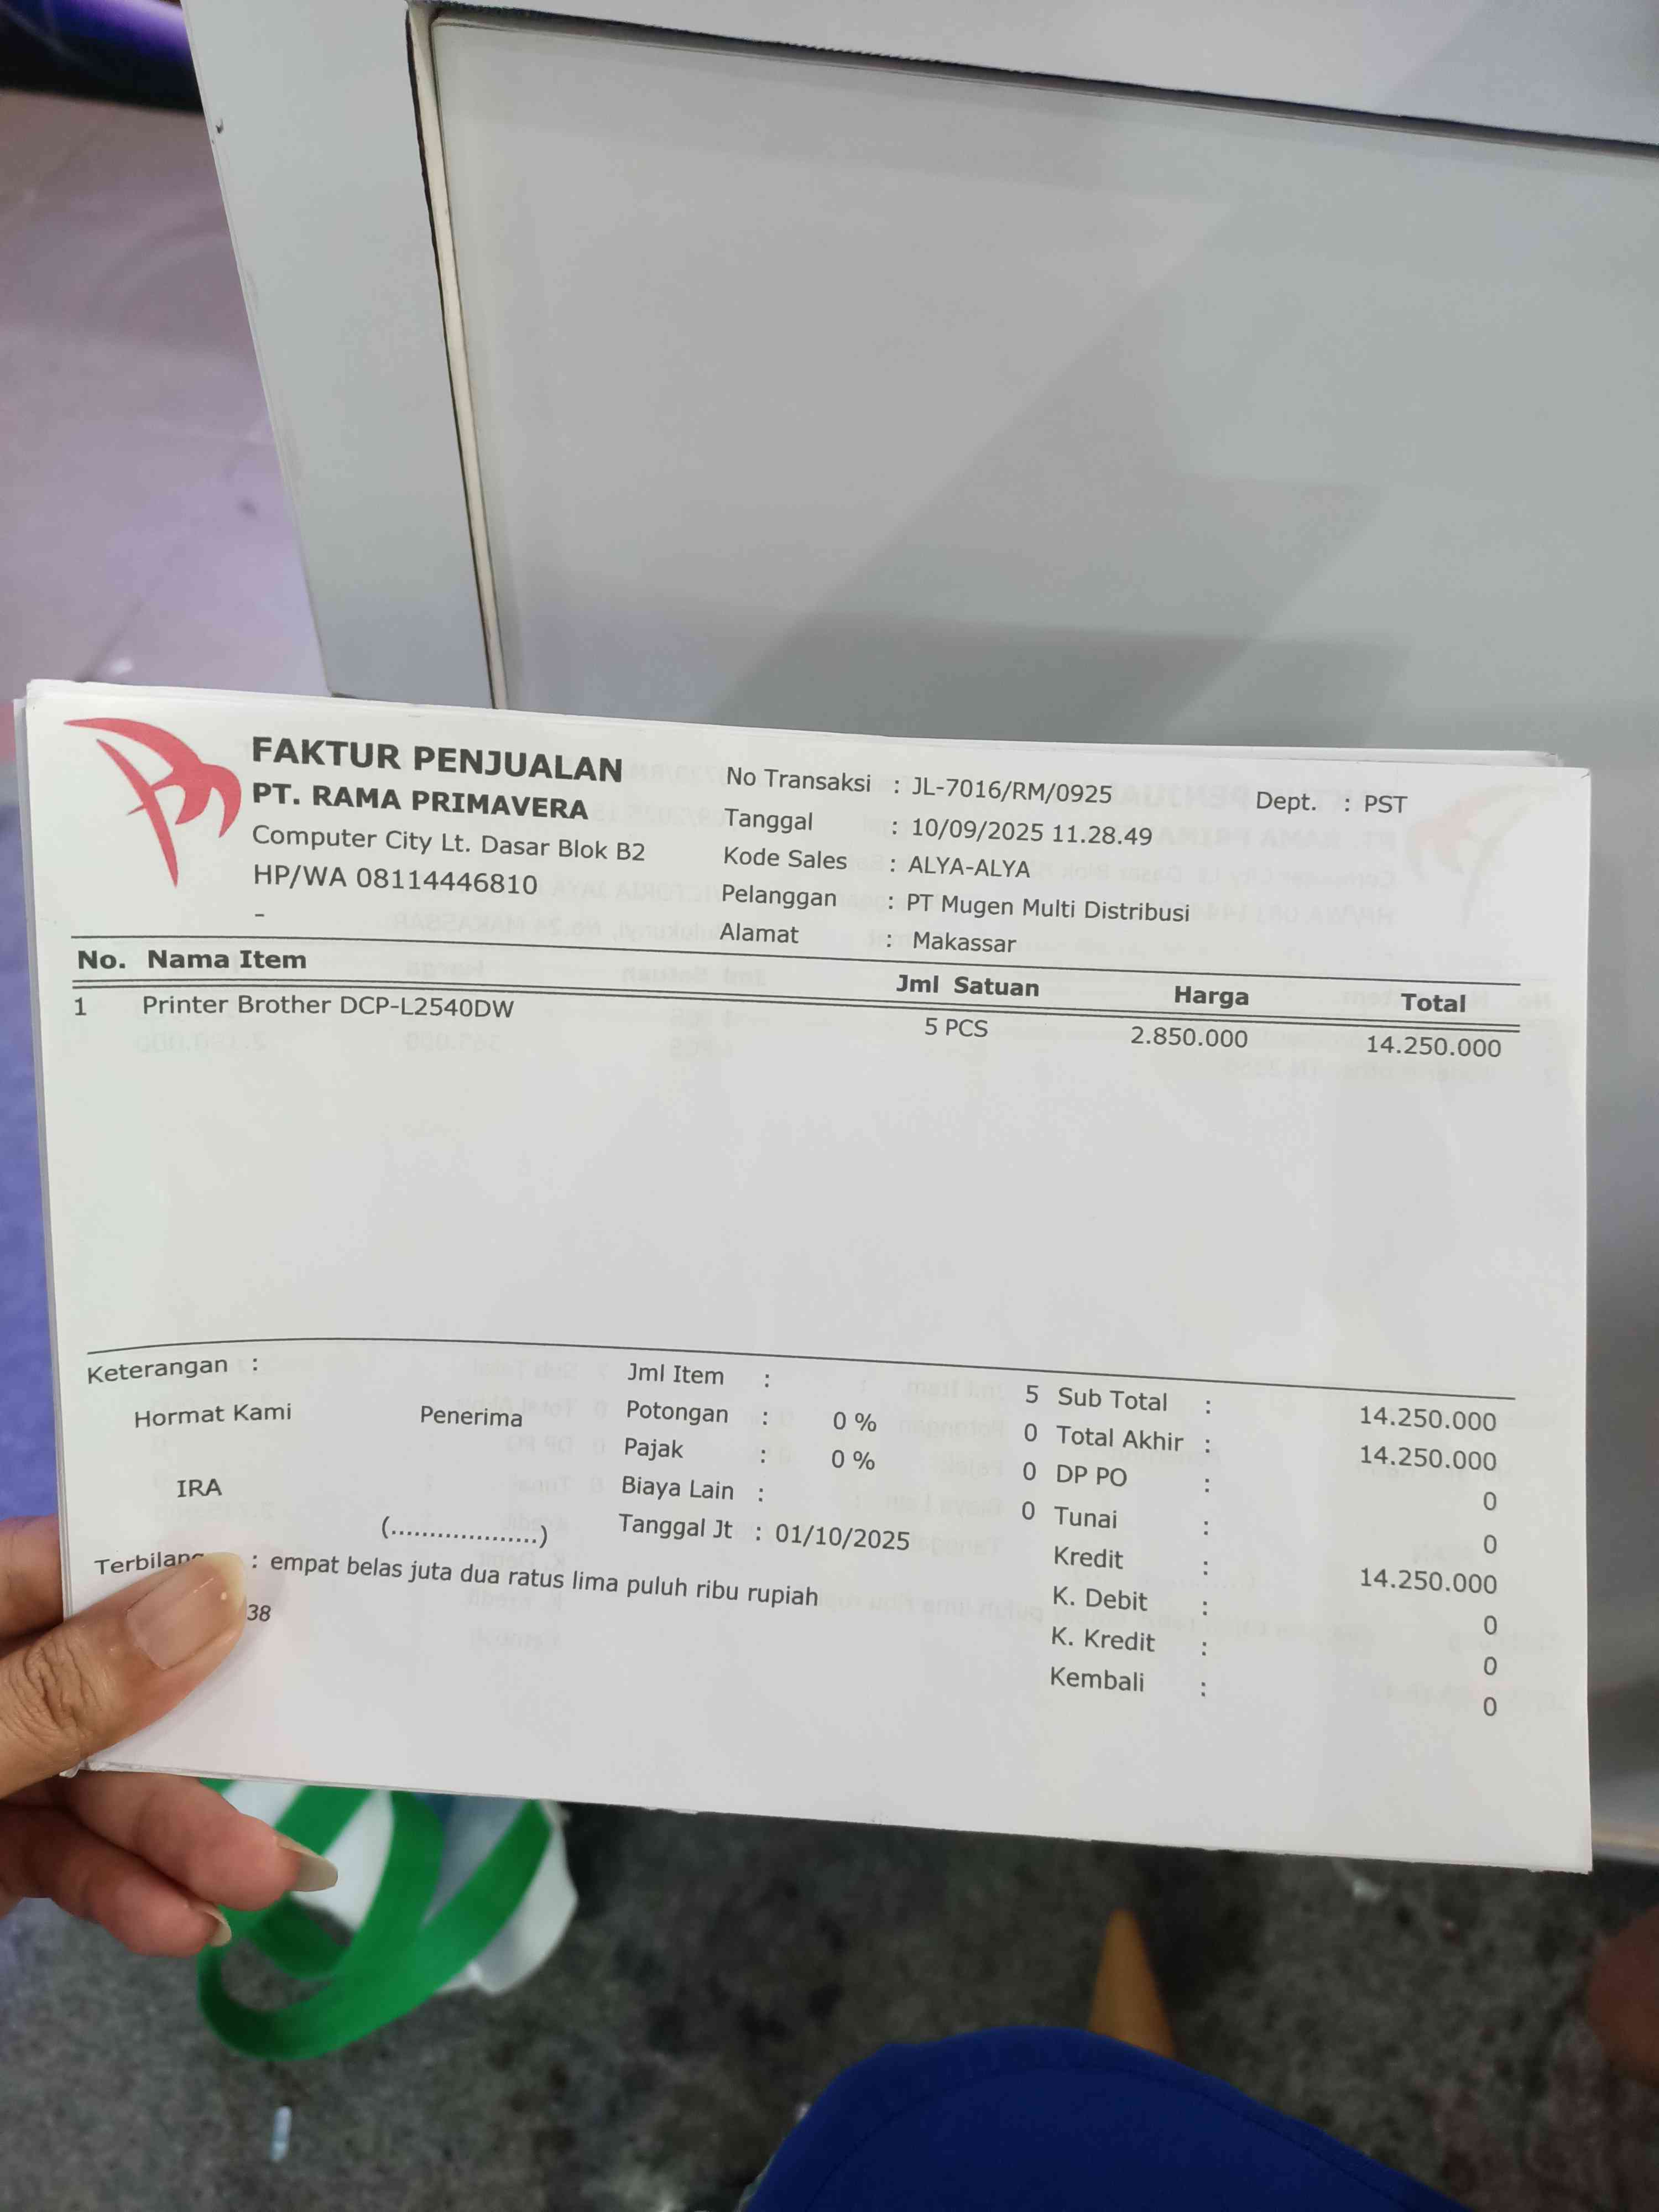 FAKTUR PENJUALAN
PT. RAMA PRIMAVERA
Computer City Lt. Dasar Blok B2
HP/WA 08114446810
-
No Transaksi : JL-7016/RM/0925
Dept. : PST
Tanggal : 10/09/2025 11.28.49
Kode Sales : ALYA-ALYA
Pelanggan : PT Mugen Multi Distribusi
Alamat : Makassar
No. Nama Item Jml Satuan Harga Total
1 Printer Brother DCP-L2540DW 5 PCS 2.850.000 14.250.000
Keterangan :
Hormat Kami
Penerima
IRA
(...................)
Jml Item : 5
Potongan : 0 % 0
Pajak : 0 % 0
Biaya Lain : 0
Tanggal Jt : 01/10/2025
Sub Total : 14.250.000
Total Akhir : 14.250.000
DP PO : 0
Tunai : 0
Kredit : 14.250.000
K. Debit : 0
K. Kredit : 0
Kembali : 0
Terbilang : empat belas juta dua ratus lima puluh ribu rupiah
38